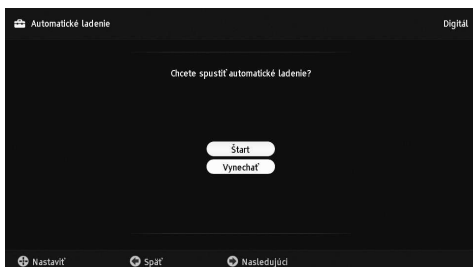 Automatické ladenie Digitál
Chcete spustiť automatické ladenie?
Štart
Vynechať
Nastaviť Späť Nasledujúci